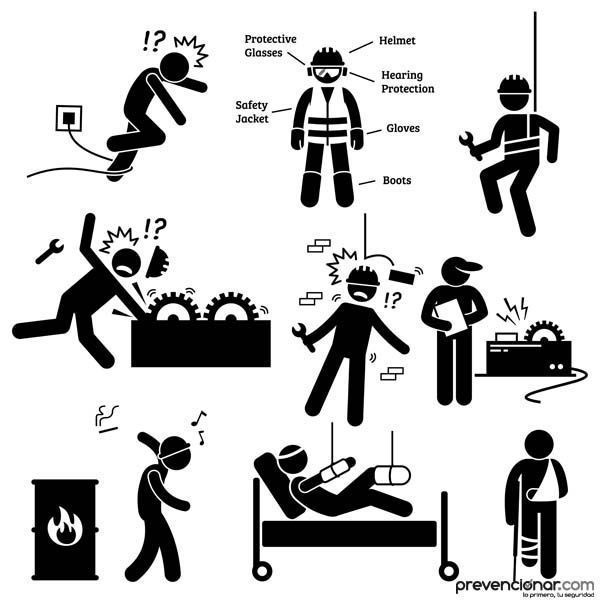 !?
Protective
Glasses
Helmet
Hearing
Protection
Safety
Jacket
Gloves
Boots
!?
!?
prevencionar.com
lo primero, tu seguridad